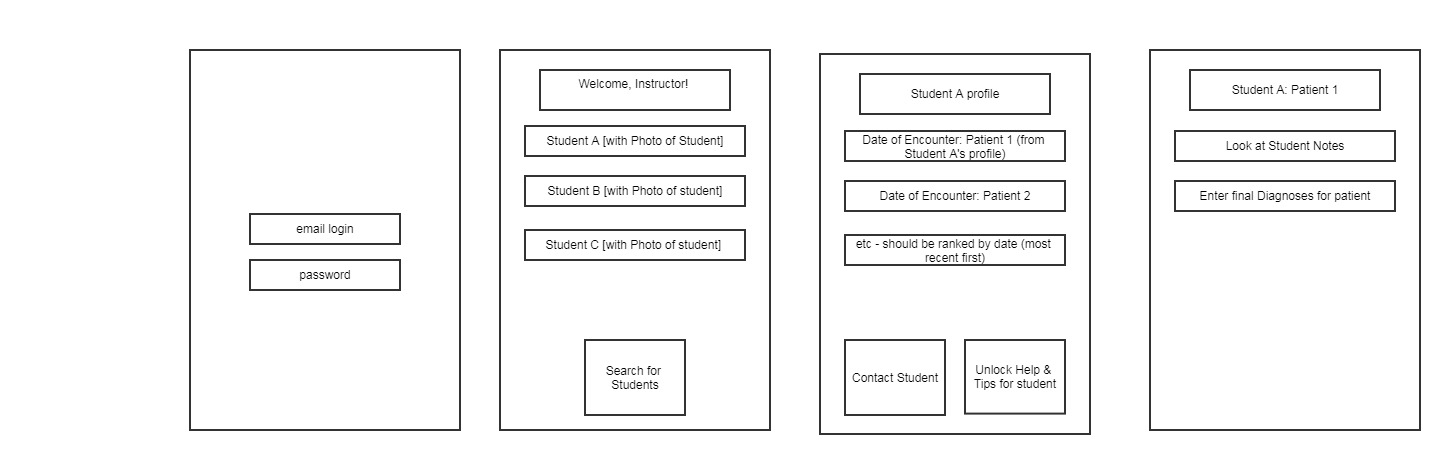 email login
password
Welcome, Instructor!
Student A [with Photo of Student]
Student B [with Photo of student]
Student C [with Photo of student]
Search for
Students
Student A profile
Date of Encounter: Patient 1 (from
Student A's profile)
Date of Encounter: Patient 2
etc - should be ranked by date (most
recent first)
Contact Student
Unlock Help &
Tips for student
Student A: Patient 1
Look at Student Notes
Enter final Diagnoses for patient